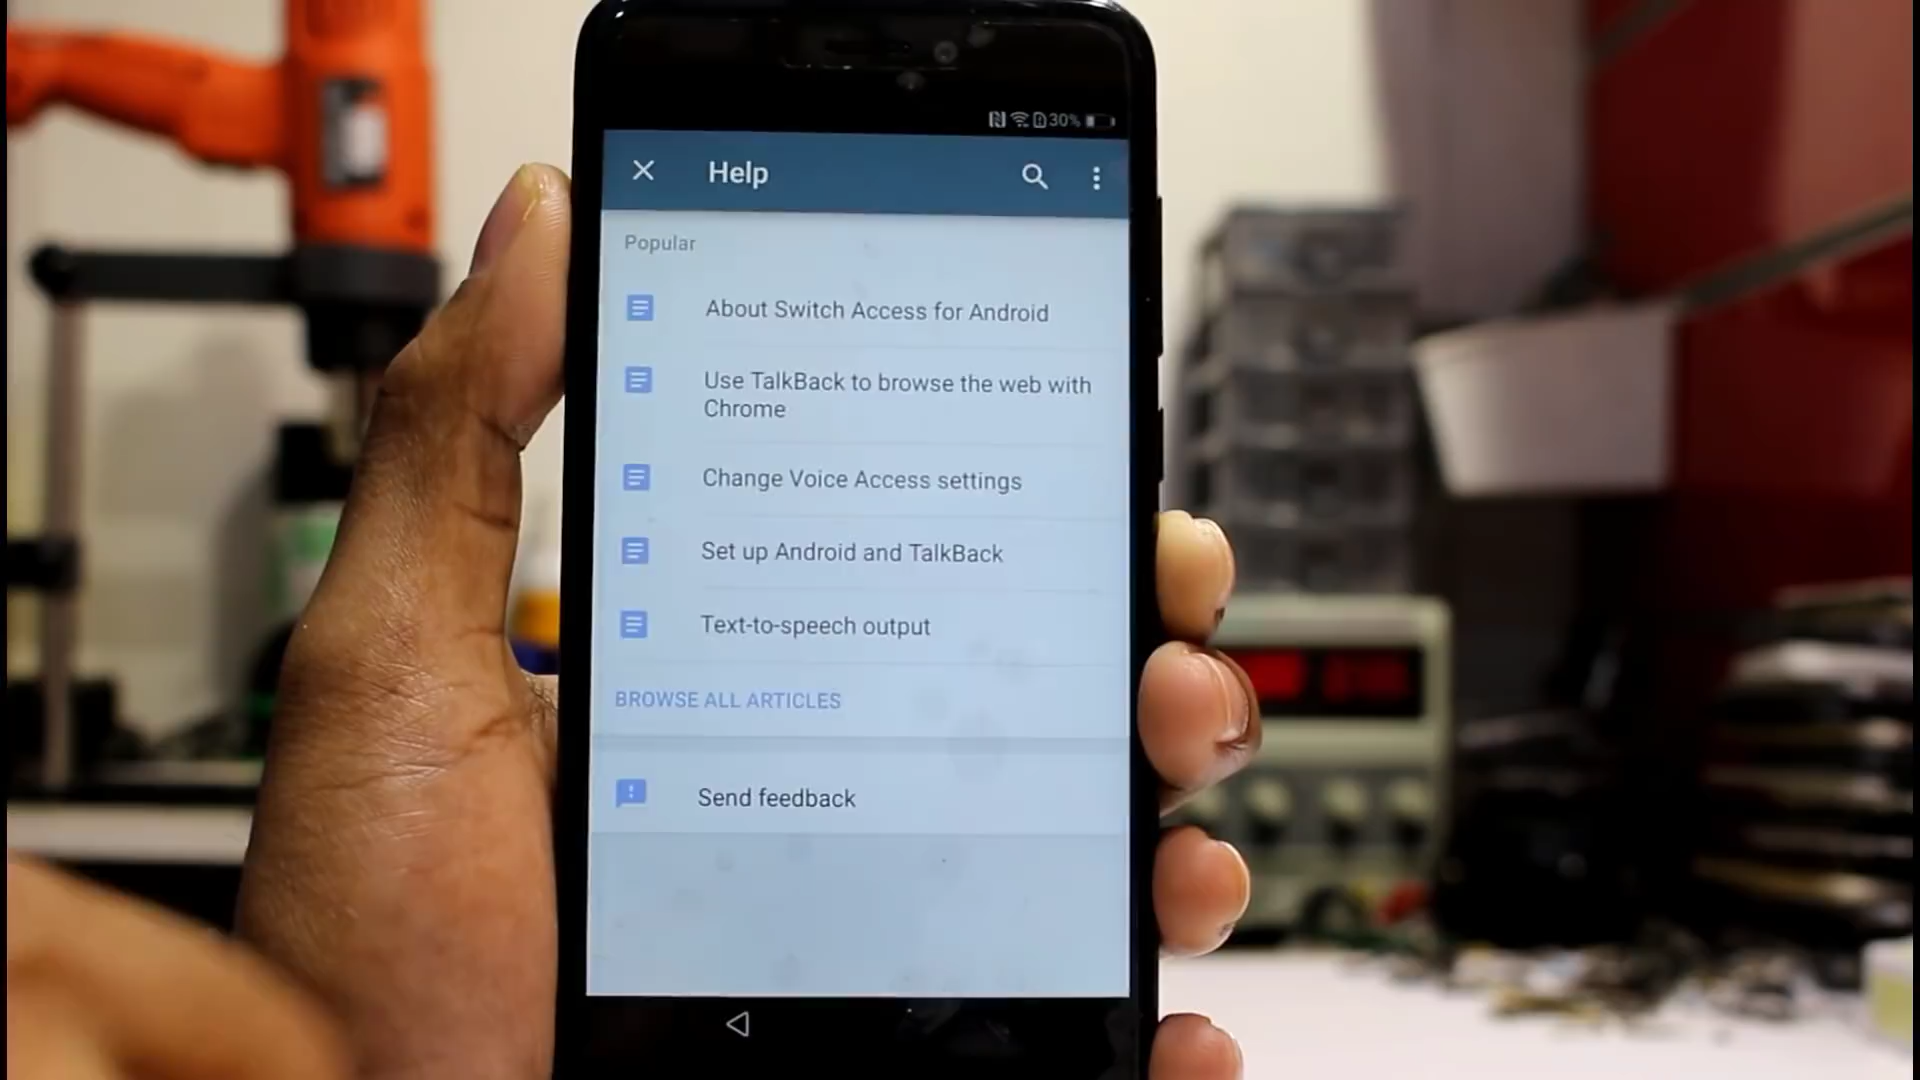 30%
Help
Popular
About Switch Access for Android
Use TalkBack to browse the web with
Chrome
Change Voice Access settings
Set up Android and TalkBack
Text-to-speech output
BROWSE ALL ARTICLES
Send feedback